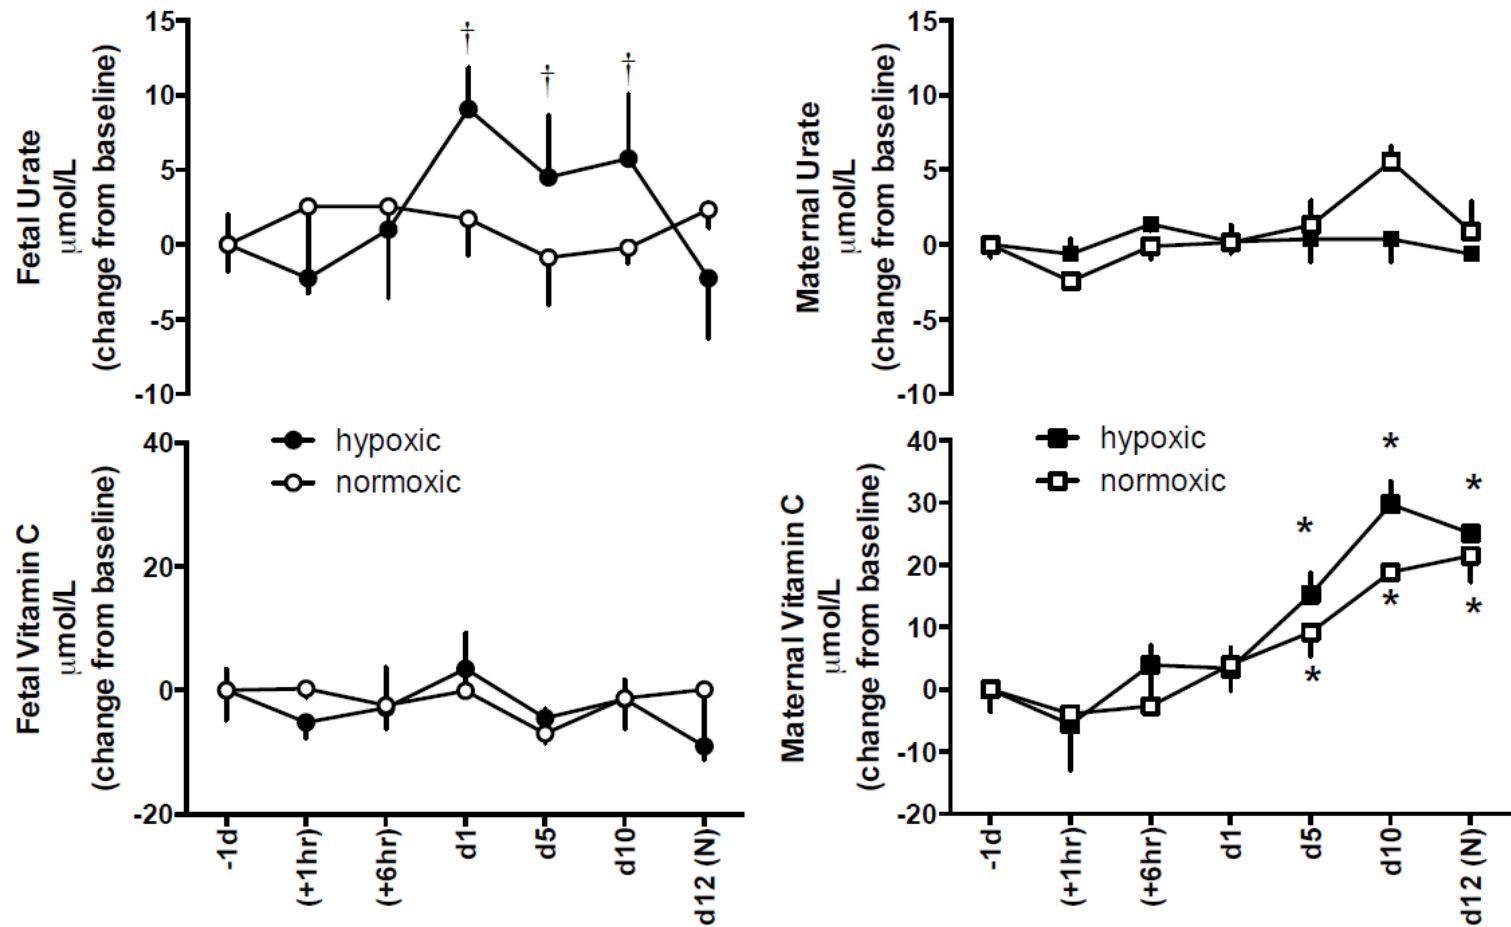 Fetal Urate
μmol/L
(change from baseline)
15
10
5
0
-5
-10
†
†
†
Maternal Urate
μmol/L
(change from baseline)
15
10
5
0
-5
-10
Fetal Vitamin C
μmol/L
(change from baseline)
40
20
0
-20
hypoxic
normoxic
-1d
(+1hr)
(+6hr)
d1
d5
d10
d12 (N)
Maternal Vitamin C
μmol/L
(change from baseline)
40
30
20
10
0
-10
-20
hypoxic
normoxic
*
*
*
*
*
*
-1d
(+1hr)
(+6hr)
d1
d5
d10
d12 (N)